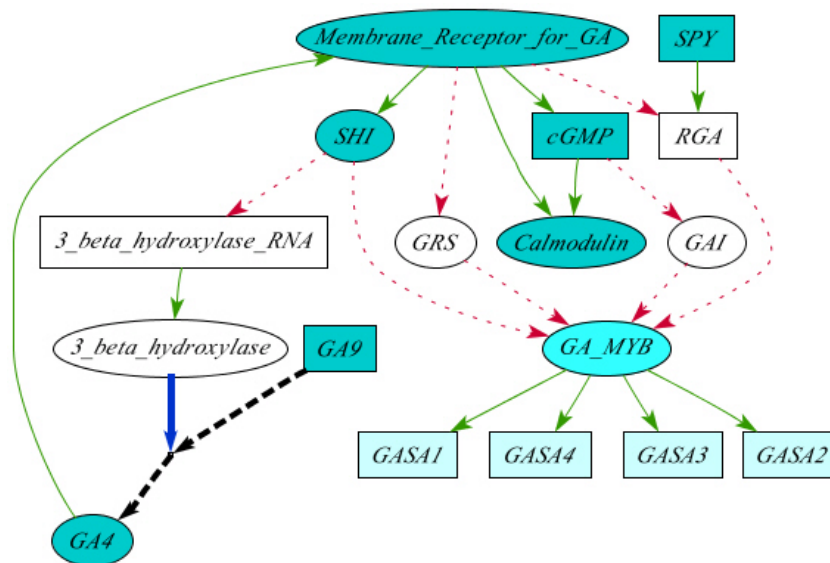 Membrane_Receptor_for_GA
SPY
SHI
cGMP
RGA
3_beta_hydroxylase_RNA
GRS
Calmodulin
GAI
3_beta_hydroxylase
GA9
GA_MYB
GASA1
GASA4
GASA3
GASA2
GA4